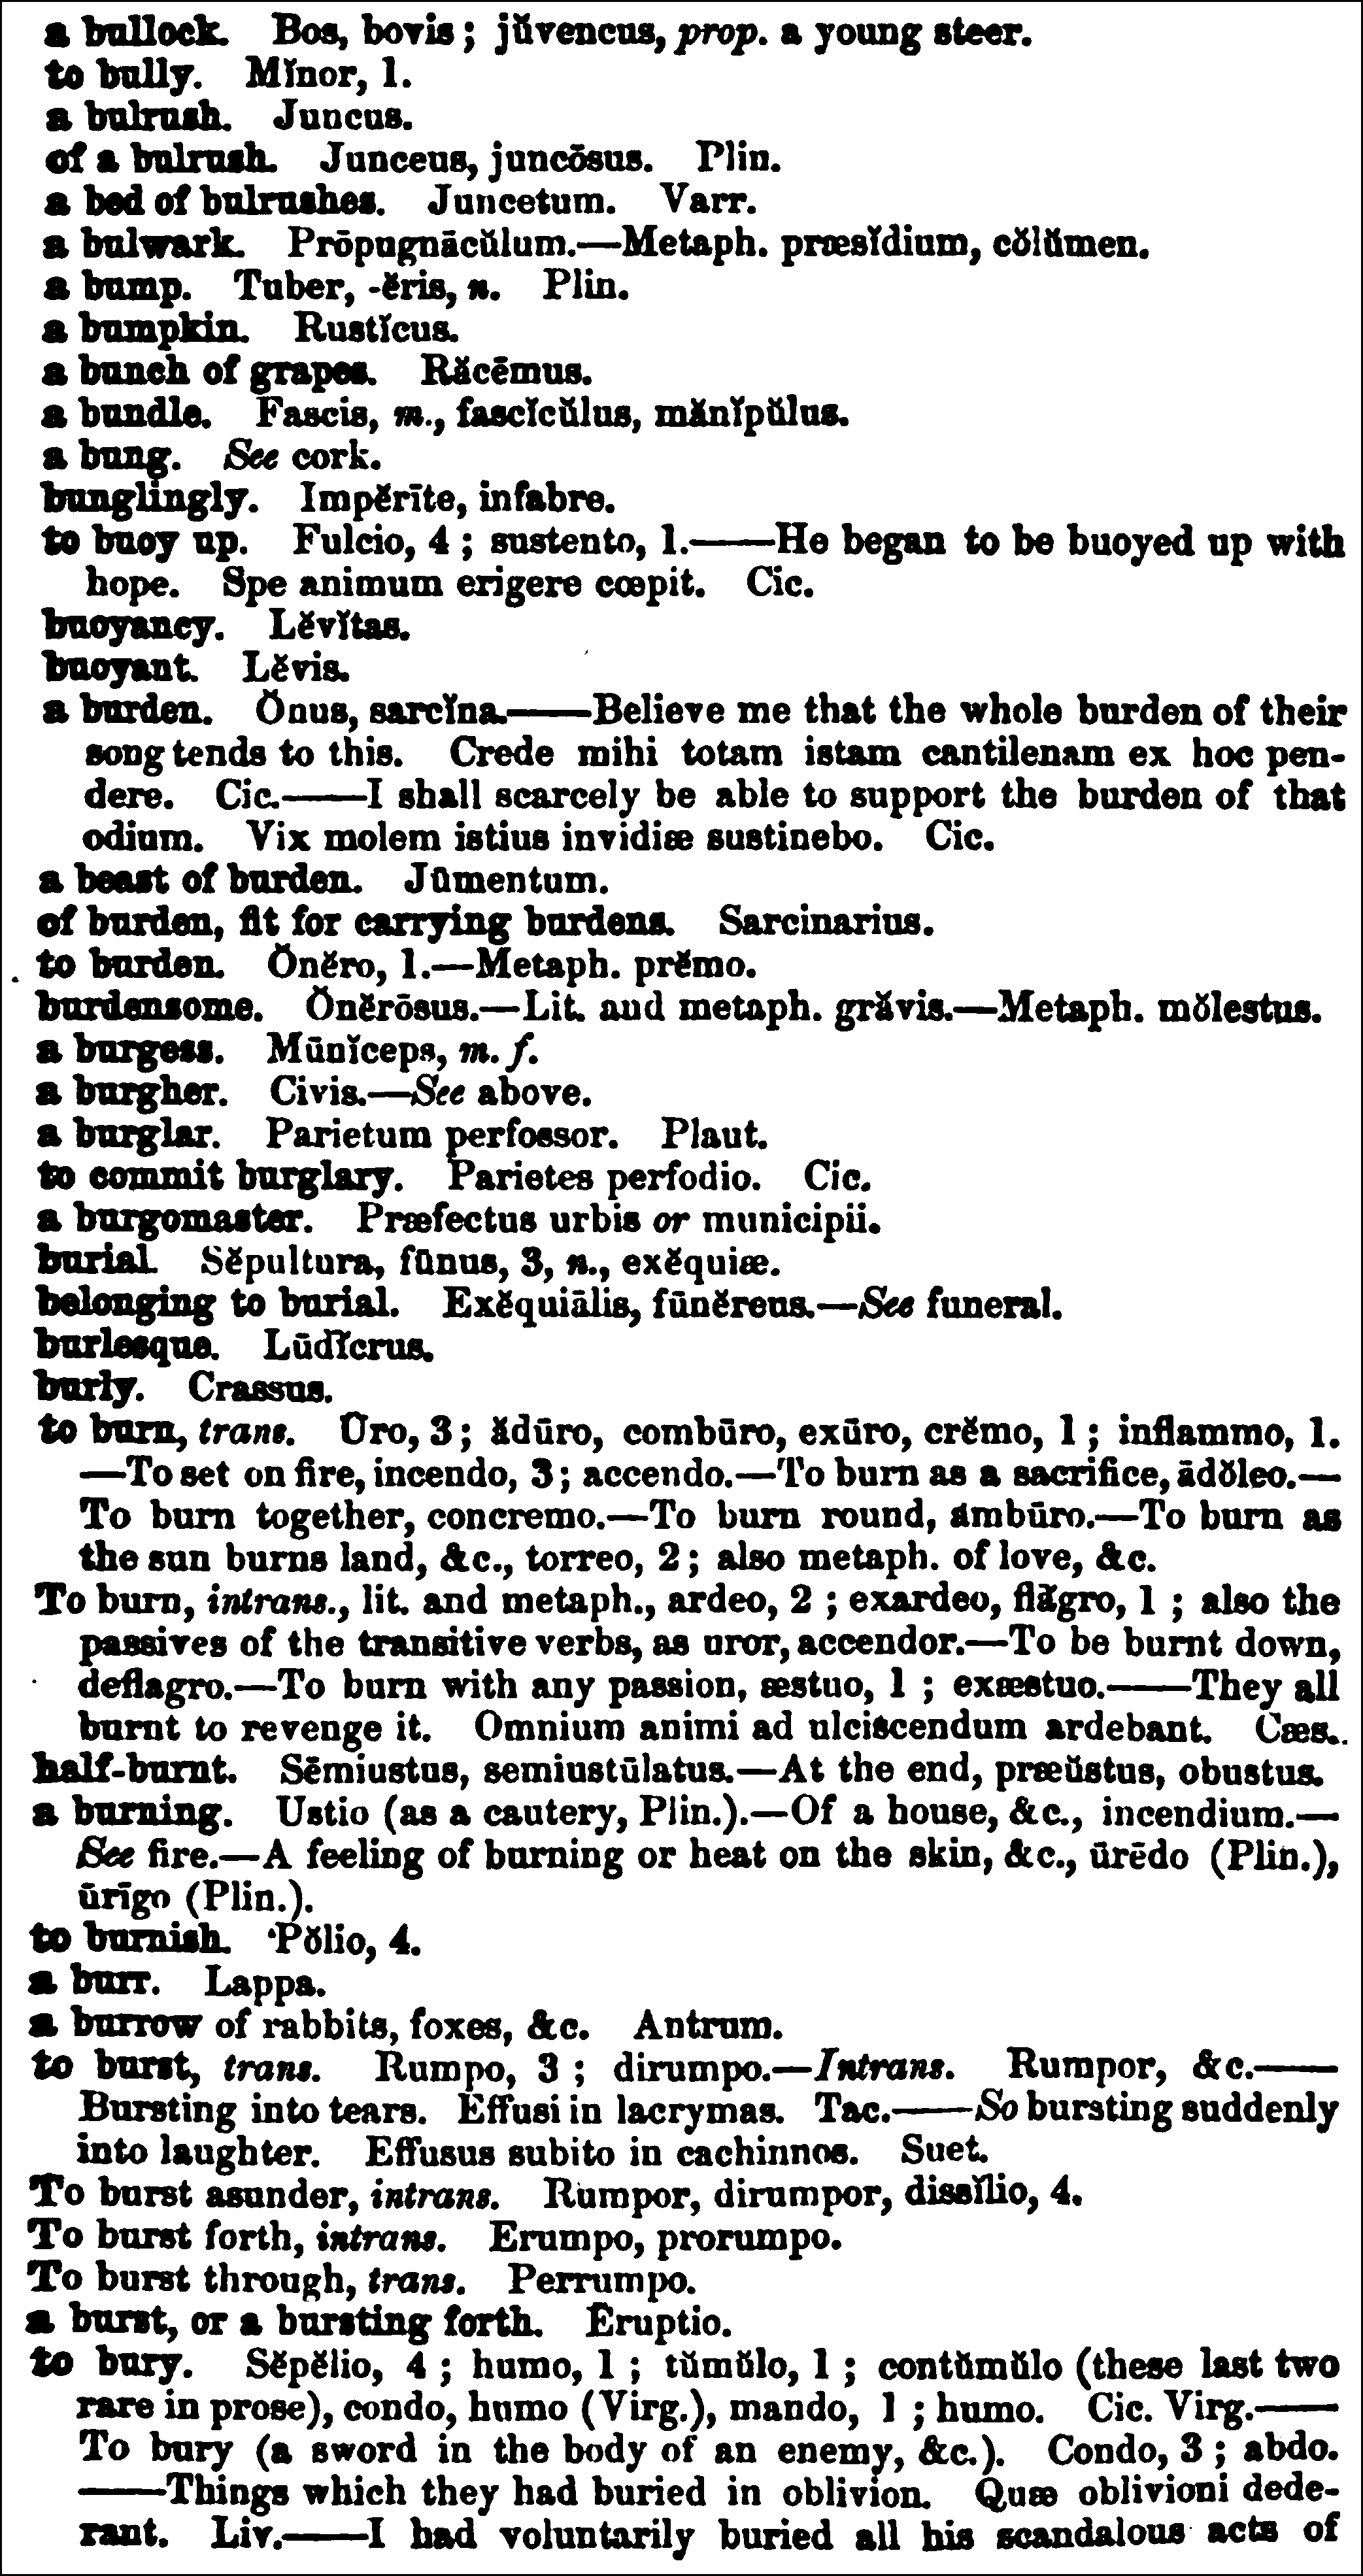 a bullock. Bos, bovis; jŭvencus, prop. a young steer.
to bully. Mĭnor, 1.
a bulrush. Juncus.
of a bulrush. Junceus, juncōsus. Plin.
a bed of bulrushes. Juncetum. Varr.
a bulwark. Prōpugnācŭlum.—Metaph. præsĭdium, cŏlŭmen.
a bump. Tuber, -ĕris, n. Plin.
a bumpkin. Rustĭcus.
a bunch of grapes. Răcēmus.
a bundle. Fascis, m., fascĭcŭlus, mănĭpŭlus.
a bung. See cork.
bunglingly. Impĕrīte, infabre.
to buoy up. Fulcio, 4; sustento, 1.——He began to be buoyed up with
hope. Spe animum erigere cœpit. Cic.
buoyancy. Lĕvĭtas.
buoyant. Lĕvis.
a burden. Ŏnus, sarcĭna.——Believe me that the whole burden of their
song tends to this. Crede mihi totam istam cantilenam ex hoc pen-
dere. Cic.——I shall scarcely be able to support the burden of that
odium. Vix molem istius invidiæ sustinebo. Cic.
a beast of burden. Jūmentum.
of burden, fit for carrying burdens. Sarcinarius.
to burden. Ŏnĕro, 1.—Metaph. prĕmo.
burdensome. Ŏnĕrōsus.—Lit. and metaph. grăvis.—Metaph. mŏlestus.
a burgess. Mūnĭceps, m. f.
a burgher. Civis.—See above.
a burglar. Parietum perfossor. Plaut.
to commit burglary. Parietes perfodio. Cic.
a burgomaster. Præfectus urbis or municipii.
burial. Sĕpultura, fūnus, 3, n., exĕquiæ.
belonging to burial. Exĕquiālis, fūnĕreus.—See funeral.
burlesque. Lūdĭcrus.
burly. Crassus.
to burn, trans. Ūro, 3; ădūro, combūro, exūro, crĕmo, 1; inflammo, 1.
—To set on fire, incendo, 3; accendo.—To burn as a sacrifice, ādŏleo.—
To burn together, concremo.—To burn round, ambūro.—To burn as
the sun burns land, &c., torreo, 2; also metaph. of love, &c.
To burn, intrans., lit. and metaph., ardeo, 2; exardeo, flăgro, 1; also the
passives of the transitive verbs, as uror, accendor.—To be burnt down,
deflagro.—To burn with any passion, æstuo, 1; exæstuo.——They all
burnt to revenge it. Omnium animi ad ulciscendum ardebant. Cæs.
half-burnt. Sēmiustus, semiustūlatus.—At the end, præŭstus, obustus.
a burning. Ustio (as a cautery, Plin.).—Of a house, &c., incendium.—
See fire.—A feeling of burning or heat on the skin, &c., ūrēdo (Plin.),
ūrīgo (Plin.).
to burnish. Pŏlio, 4.
a burr. Lappa.
a burrow of rabbits, foxes, &c. Antrum.
to burst, trans. Rumpo, 3; dirumpo.—Intrans. Rumpor, &c.——
Bursting into tears. Effusi in lacrymas. Tac.——So bursting suddenly
into laughter. Effusus subito in cachinnos. Suet.
To burst asunder, intrans. Rumpor, dirumpor, dissĭlio, 4.
To burst forth, intrans. Erumpo, prorumpo.
To burst through, trans. Perrumpo.
a burst, or a bursting forth. Eruptio.
to bury. Sĕpĕlio, 4; humo, 1; tŭmŭlo, 1; contŭmŭlo (these last two
rare in prose), condo, humo (Virg.), mando, 1; humo. Cic. Virg.——
To bury (a sword in the body of an enemy, &c.). Condo, 3; abdo.
——Things which they had buried in oblivion. Quæ oblivioni dede-
rant. Liv.——I had voluntarily buried all his scandalous acts of